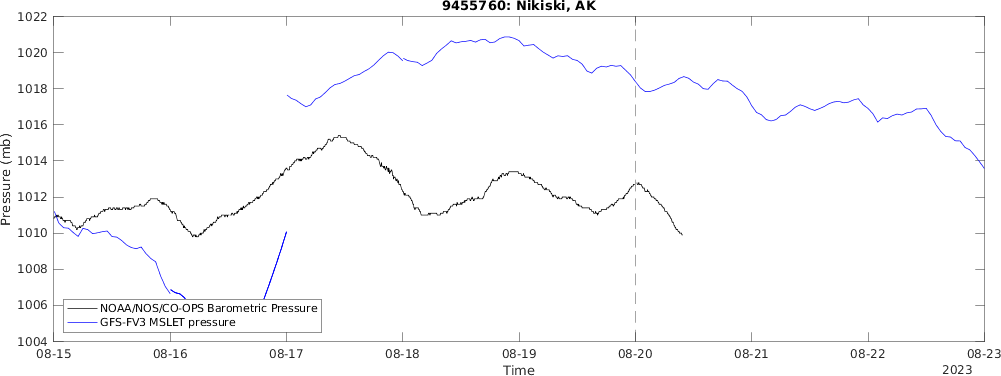 9455760: Nikiski, AK
1022
1020
1018
1016
1014
1012
1010
1008
1006
1004
Pressure (mb)
NOAA/NOS/CO-OPS Barometric Pressure
GFS-FV3 MSLET pressure
08-15 08-16 08-17 08-18 08-19 08-20 08-21 08-22 08-23
Time
2023